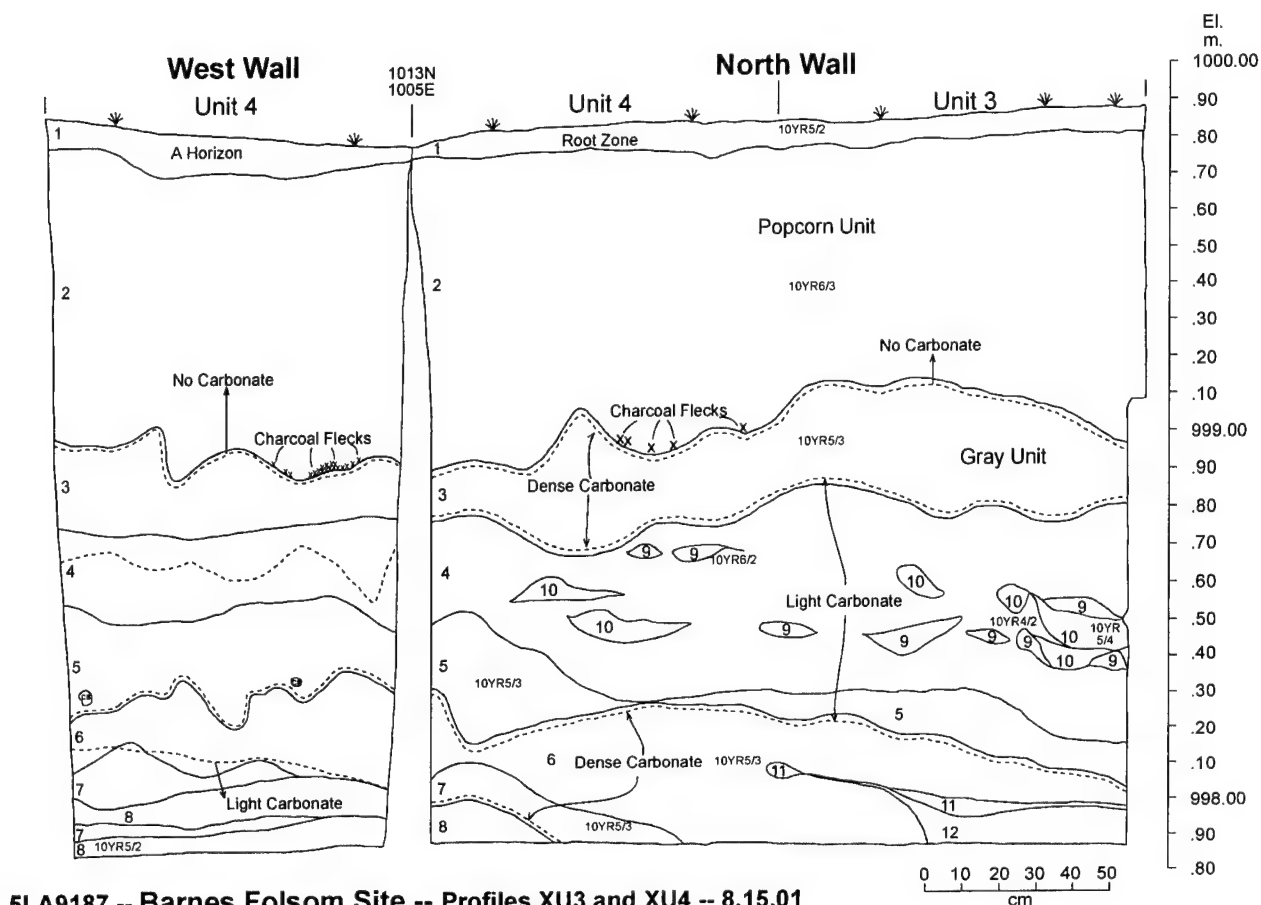 El.
m.
1000.00
.90
.80
.70
.60
.50
.40
.30
.20
.10
999.00
.90
.80
.70
.60
.50
.40
.30
.20
.10
998.00
.90
.80
West Wall
Unit 4
1013N
1005E
North Wall
Unit 4
Unit 3
1
A Horizon
1
Root Zone
10YR5/2
Popcorn Unit
2
2
10YR6/3
No Carbonate
No Carbonate
Charcoal Flecks
Charcoal Flecks
x x x x x
10YR5/3
Gray Unit
3
3
Dense Carbonate
4
4
9
9
10YR6/2
10
10
10
9
Light Carbonate
10
10YR4/2
10YR
5/4
10
9
9
9
9
10
9
5
5
10YR5/3
5
6
6
Dense Carbonate
10YR5/3
11
11
7
Light Carbonate
7
8
8
10YR5/3
12
7
8
10YR5/2
0 10 20 30 40 50
cm
5LA9187 -- Barnes Folsom Site -- Profiles XU3 and XU4 -- 8.15.01